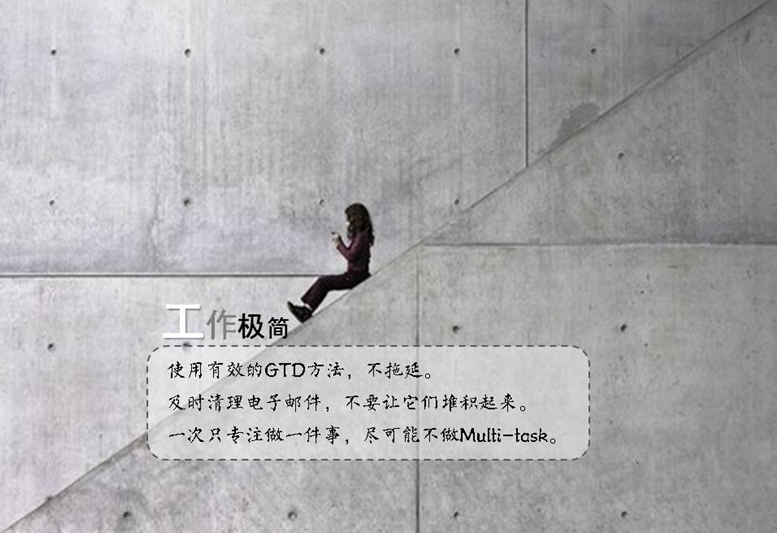 工作极简
使用有效的GTD方法，不拖延。
及时清理电子邮件，不要让它们堆积起来。
一次只专注做一件事，尽可能不做Multi-task。